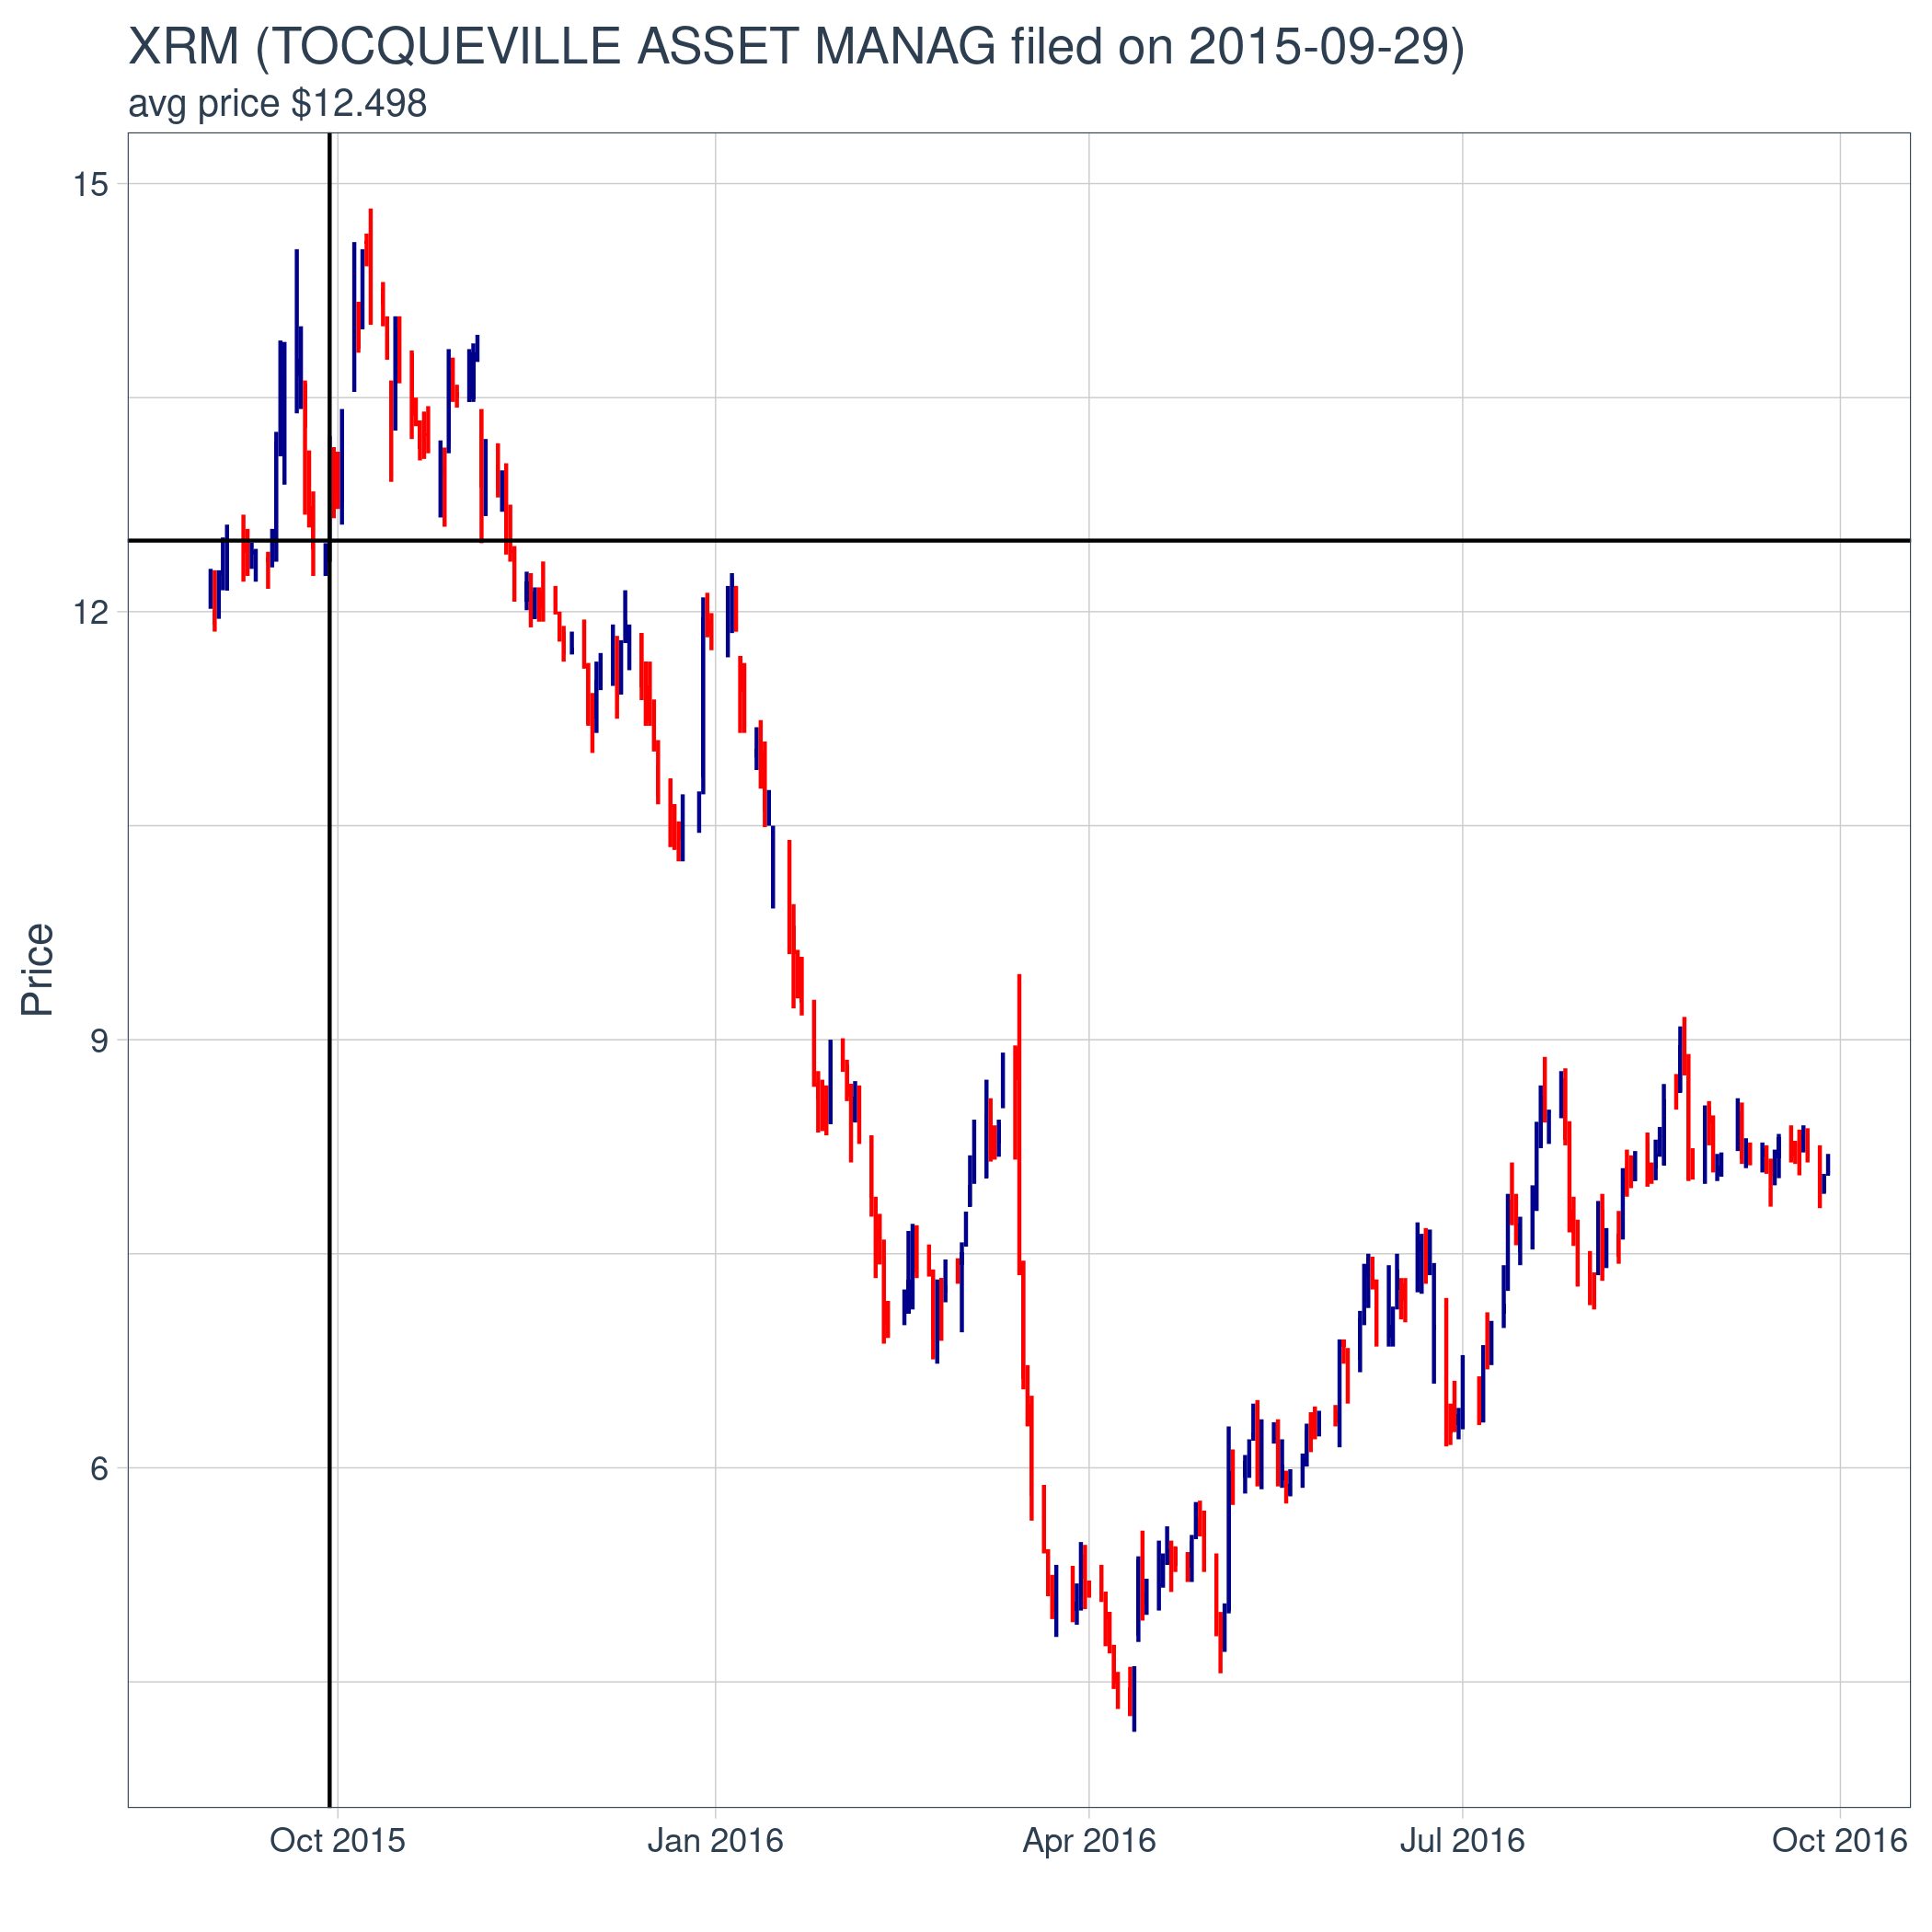 XRM (TOCQUEVILLE ASSET MANAG filed on 2015-09-29)
avg price $12.498
15
12
9
6
Price
Oct 2015 Jan 2016 Apr 2016 Jul 2016 Oct 2016